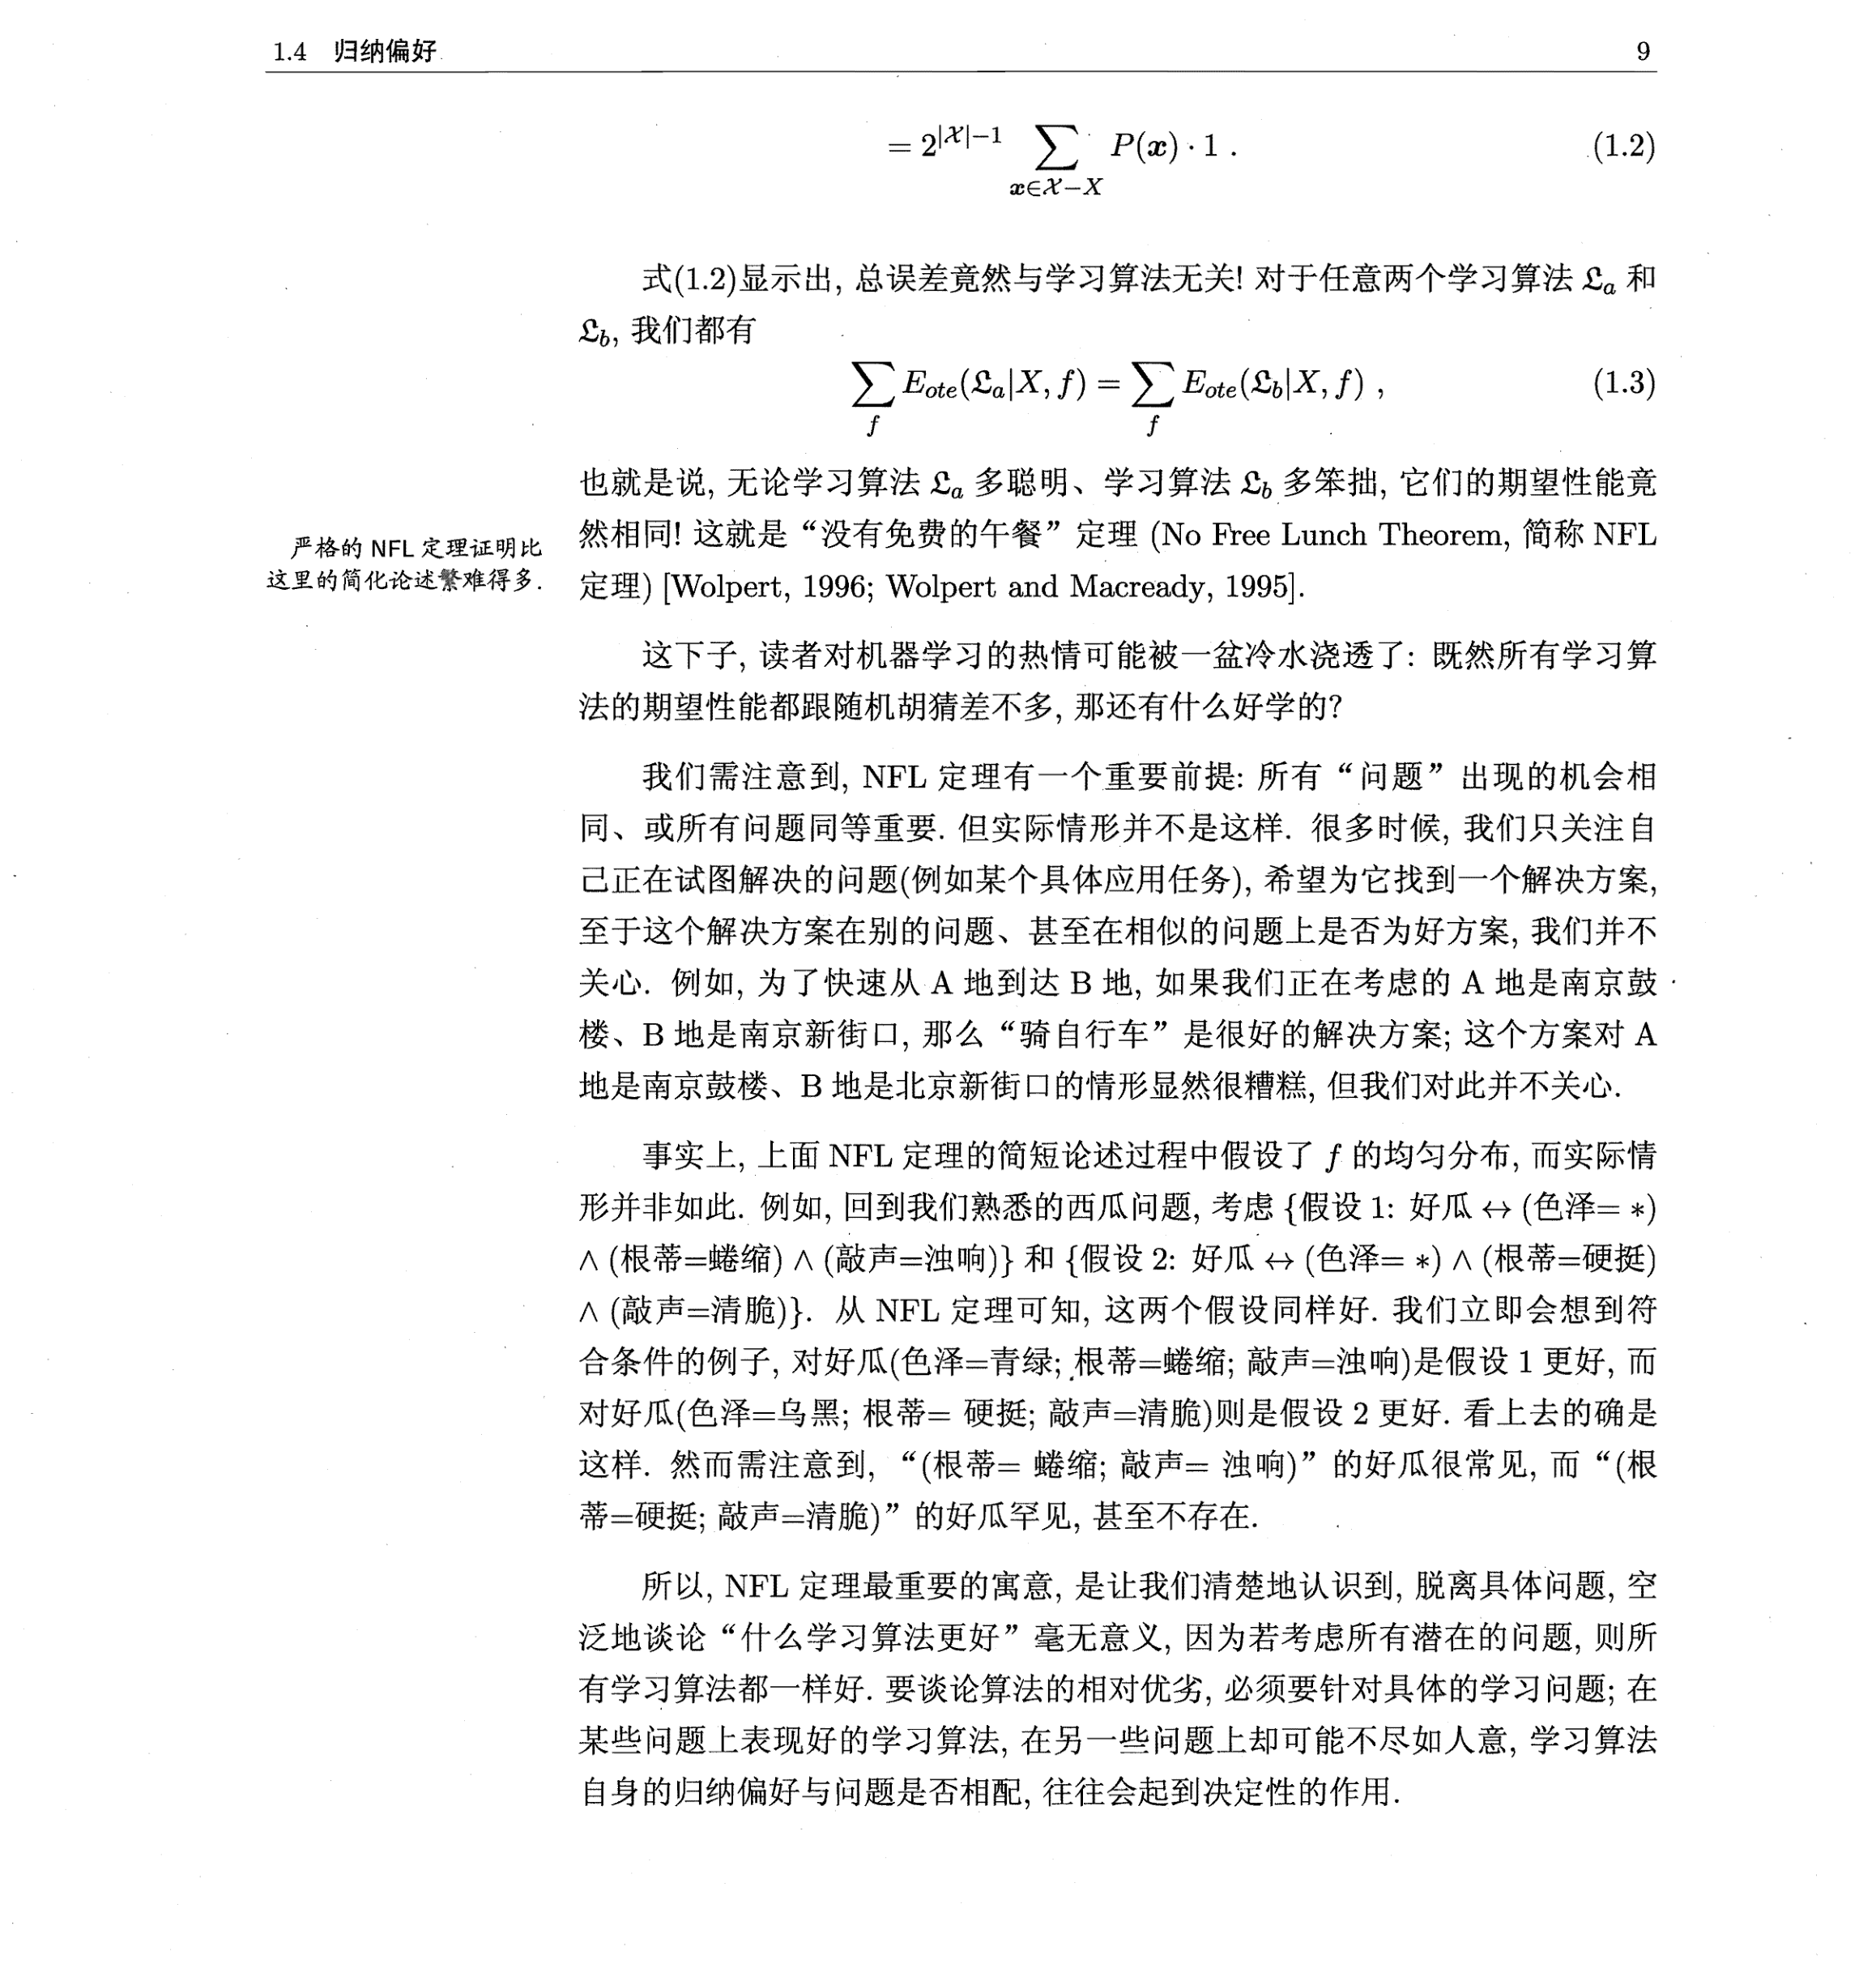 1.4 归纳偏好 9
= 2^{|𝒳|−1} ∑_{x∈𝒳−X} P(x) · 1 . (1.2)
式(1.2)显示出, 总误差竟然与学习算法无关! 对于任意两个学习算法 𝔏_a 和
𝔏_b, 我们都有
∑_f E_{ote}(𝔏_a|X, f) = ∑_f E_{ote}(𝔏_b|X, f) , (1.3)
也就是说, 无论学习算法 𝔏_a 多聪明、学习算法 𝔏_b 多笨拙, 它们的期望性能竟
然相同! 这就是 “没有免费的午餐” 定理 (No Free Lunch Theorem, 简称 NFL
定理) [Wolpert, 1996; Wolpert and Macready, 1995].
严格的 NFL 定理证明比
这里的简化论述繁难得多.
这下子, 读者对机器学习的热情可能被一盆冷水浇透了: 既然所有学习算
法的期望性能都跟随机胡猜差不多, 那还有什么好学的?
我们需注意到, NFL 定理有一个重要前提: 所有 “问题” 出现的机会相
同、或所有问题同等重要. 但实际情形并不是这样. 很多时候, 我们只关注自
己正在试图解决的问题(例如某个具体应用任务), 希望为它找到一个解决方案,
至于这个解决方案在别的问题、甚至在相似的问题上是否为好方案, 我们并不
关心. 例如, 为了快速从 A 地到达 B 地, 如果我们正在考虑的 A 地是南京鼓
楼、B 地是南京新街口, 那么 “骑自行车” 是很好的解决方案; 这个方案对 A
地是南京鼓楼、B 地是北京新街口的情形显然很糟糕, 但我们对此并不关心.
事实上, 上面 NFL 定理的简短论述过程中假设了 f 的均匀分布, 而实际情
形并非如此. 例如, 回到我们熟悉的西瓜问题, 考虑 {假设 1: 好瓜 ↔ (色泽= *)
∧ (根蒂=蜷缩) ∧ (敲声=浊响)} 和 {假设 2: 好瓜 ↔ (色泽= *) ∧ (根蒂=硬挺)
∧ (敲声=清脆)}. 从 NFL 定理可知, 这两个假设同样好. 我们立即会想到符
合条件的例子, 对好瓜(色泽=青绿; 根蒂=蜷缩; 敲声=浊响)是假设 1 更好, 而
对好瓜(色泽=乌黑; 根蒂= 硬挺; 敲声=清脆)则是假设 2 更好. 看上去的确是
这样. 然而需注意到, “(根蒂= 蜷缩; 敲声= 浊响)” 的好瓜很常见, 而 “(根
蒂=硬挺; 敲声=清脆)” 的好瓜罕见, 甚至不存在.
所以, NFL 定理最重要的寓意, 是让我们清楚地认识到, 脱离具体问题, 空
泛地谈论 “什么学习算法更好” 毫无意义, 因为若考虑所有潜在的问题, 则所
有学习算法都一样好. 要谈论算法的相对优劣, 必须要针对具体的学习问题; 在
某些问题上表现好的学习算法, 在另一些问题上却可能不尽如人意, 学习算法
自身的归纳偏好与问题是否相配, 往往会起到决定性的作用.